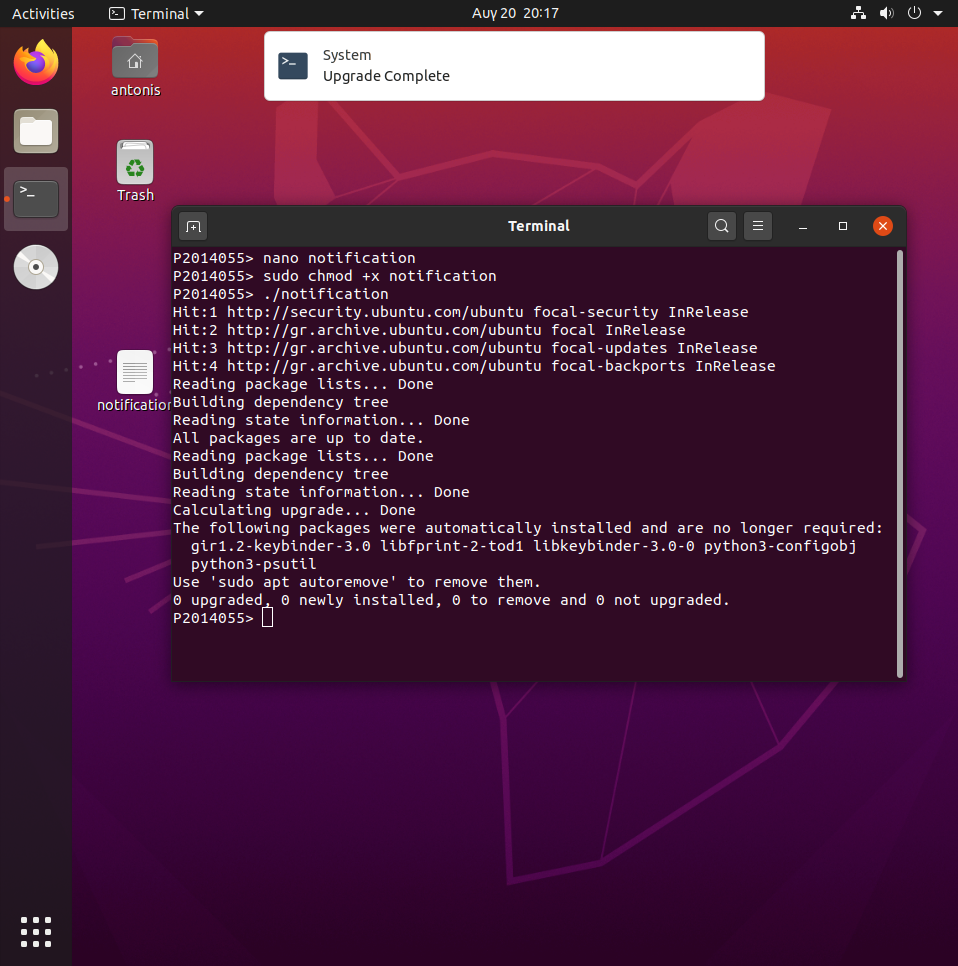 Activities
Terminal
Αυγ 20 20:17
antonis
System
Upgrade Complete
Trash
notification
Terminal
P2014055> nano notification
P2014055> sudo chmod +x notification
P2014055> ./notification
Hit:1 http://security.ubuntu.com/ubuntu focal-security InRelease
Hit:2 http://gr.archive.ubuntu.com/ubuntu focal InRelease
Hit:3 http://gr.archive.ubuntu.com/ubuntu focal-updates InRelease
Hit:4 http://gr.archive.ubuntu.com/ubuntu focal-backports InRelease
Reading package lists... Done
Building dependency tree
Reading state information... Done
All packages are up to date.
Reading package lists... Done
Building dependency tree
Reading state information... Done
Calculating upgrade... Done
The following packages were automatically installed and are no longer required:
  gir1.2-keybinder-3.0 libfprint-2-tod1 libkeybinder-3.0-0 python3-configobj
  python3-psutil
Use 'sudo apt autoremove' to remove them.
0 upgraded, 0 newly installed, 0 to remove and 0 not upgraded.
P2014055>